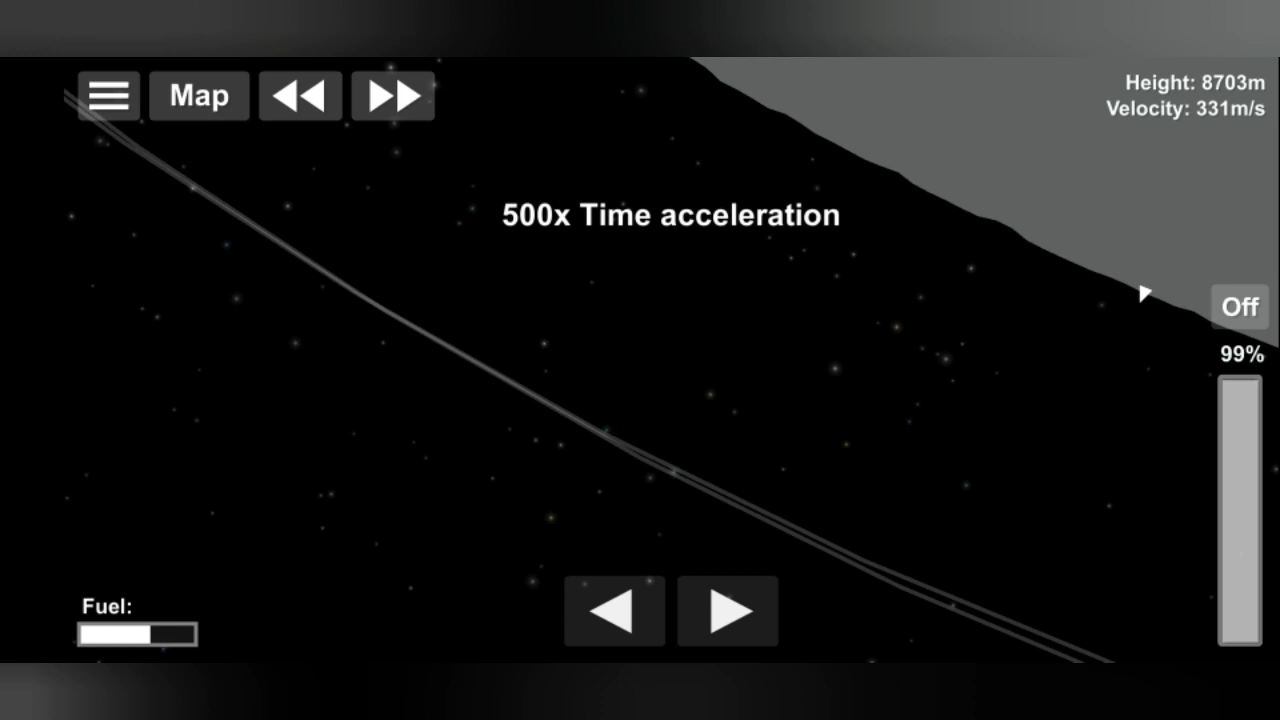 Map
Height: 8703m
Velocity: 331m/s
500x Time acceleration
Off
99%
Fuel: